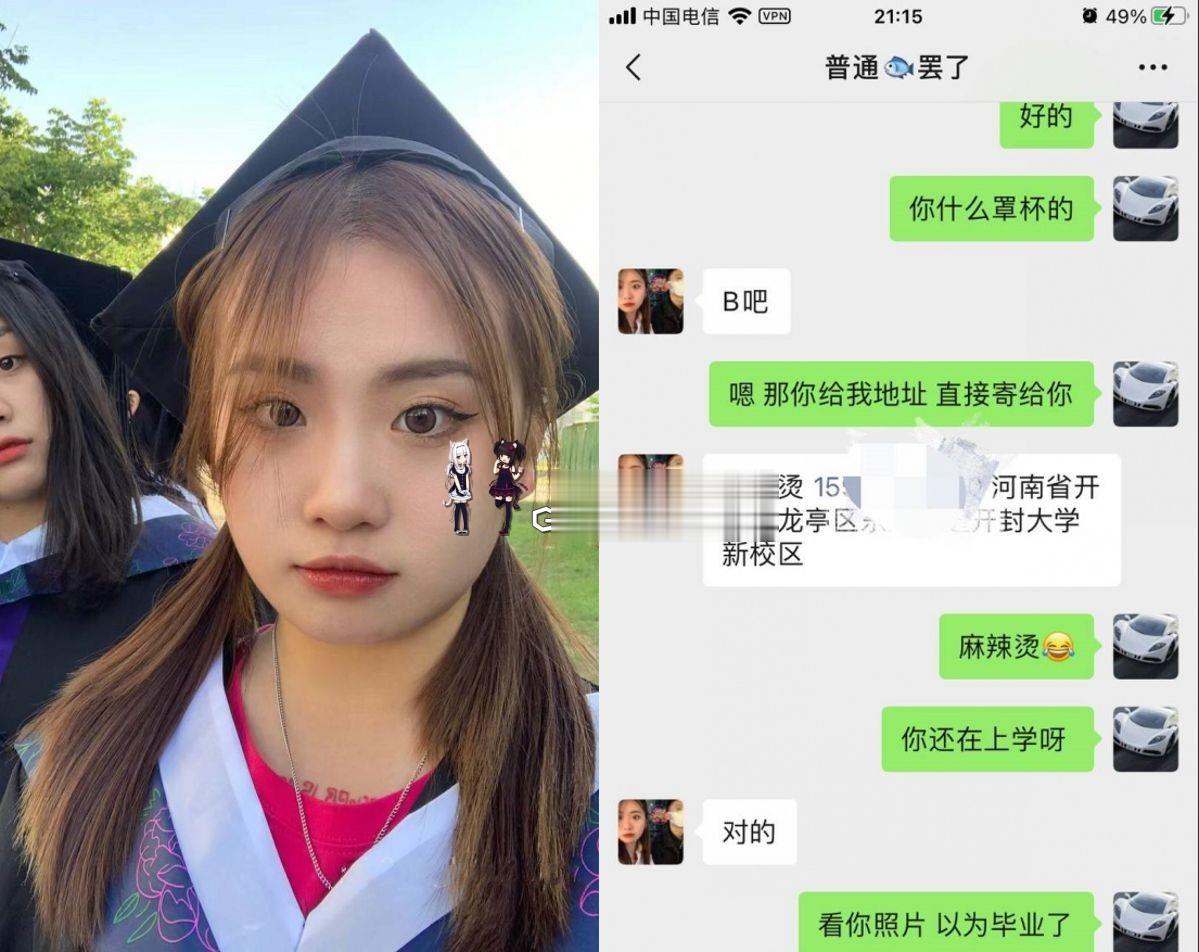 中国电信 VPN
21:15
49%
普通🐟罢了
好的
你什么罩杯的
B吧
嗯 那你给我地址 直接寄给你
烫 15 河南省开
龙亭区 开封大学
新校区
麻辣烫😂
你还在上学呀
对的
看你照片 以为毕业了